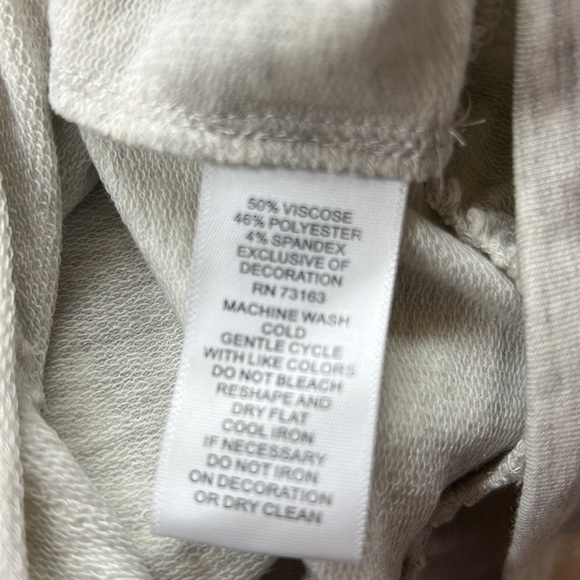 50% VISCOSE
46% POLYESTER
4% SPANDEX
EXCLUSIVE OF
DECORATION
RN 73163
MACHINE WASH
COLD
GENTLE CYCLE
WITH LIKE COLORS
DO NOT BLEACH
RESHAPE AND
DRY FLAT
COOL IRON
IF NECESSARY
DO NOT IRON
ON DECORATION
OR DRY CLEAN